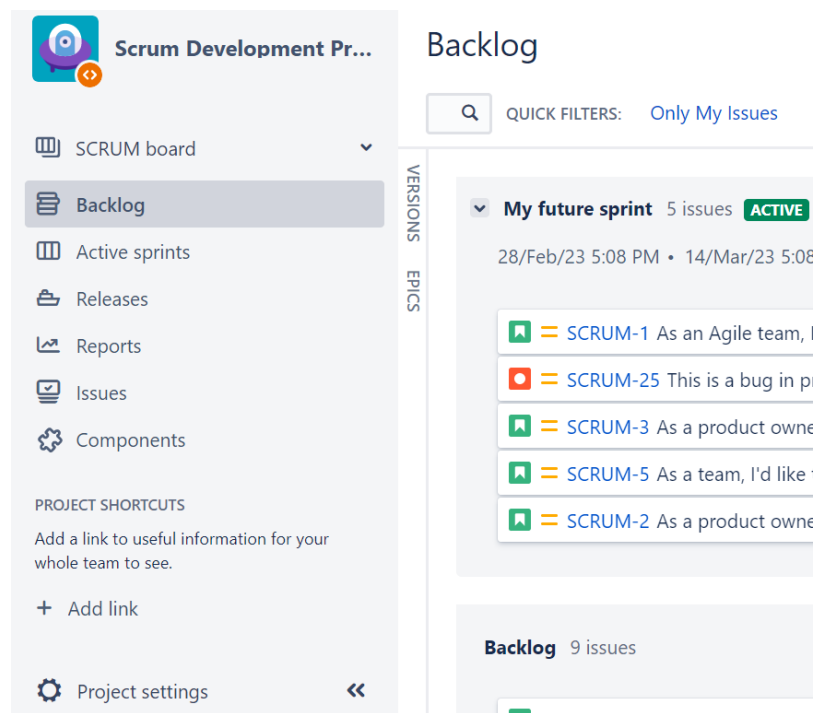 Scrum Development Pr...
SCRUM board
Backlog
Active sprints
Releases
Reports
Issues
Components
PROJECT SHORTCUTS
Add a link to useful information for your
whole team to see.
+ Add link
Project settings
Backlog
QUICK FILTERS: Only My Issues
VERSIONS
EPICS
My future sprint 5 issues ACTIVE
28/Feb/23 5:08 PM • 14/Mar/23 5:08
SCRUM-1 As an Agile team,
SCRUM-25 This is a bug in
SCRUM-3 As a product
SCRUM-5 As a team, I'd like
SCRUM-2 As a product
Backlog 9 issues